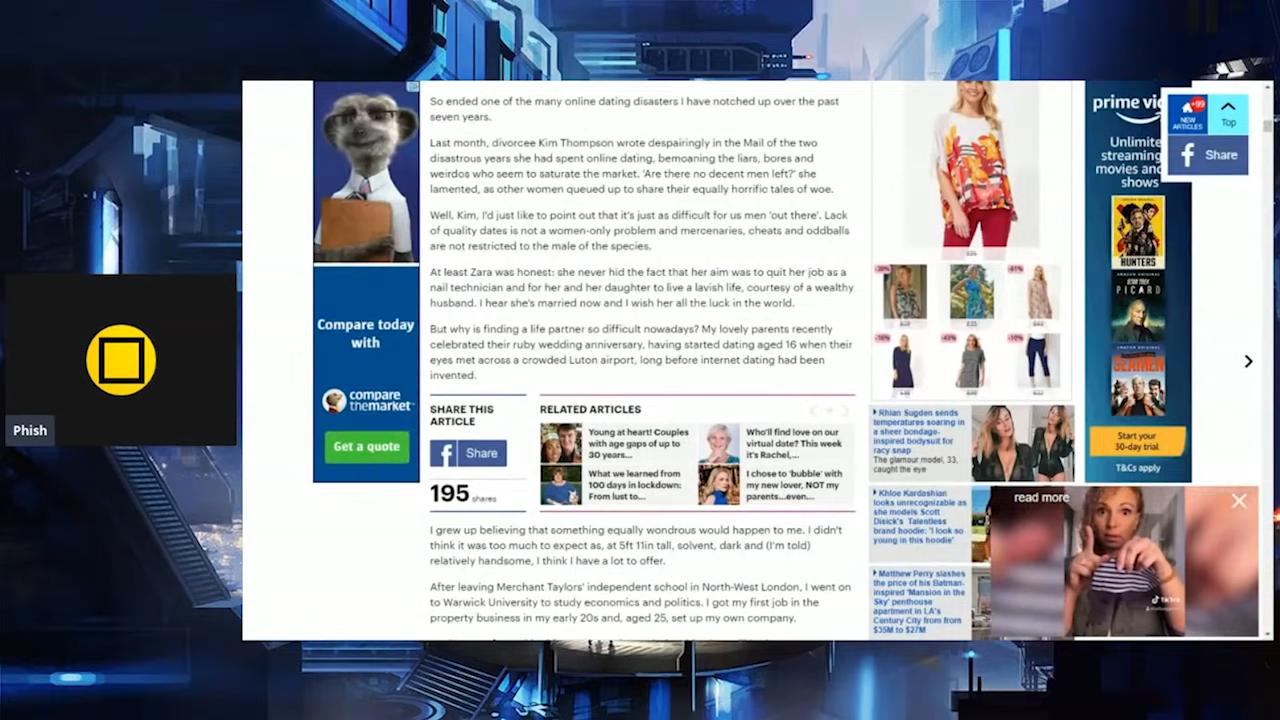 So ended one of the many online dating disasters I have notched up over the past
seven years.
Last month, divorcee Kim Thompson wrote despairingly in the Mail of the two
disastrous years she had spent online dating, bemoaning the liars, bores and
weirdos who seem to saturate the market. 'Are there no decent men left?' she
lamented, as other women queued up to share their equally horrific tales of woe.
Well, Kim, I'd just like to point out that it's just as difficult for us men 'out there'. Lack
of quality dates is not a women-only problem and mercenaries, cheats and oddballs
are not restricted to the male of the species.
At least Zara was honest: she never hid the fact that her aim was to quit her job as a
nail technician and for her and her daughter to live a lavish life, courtesy of a wealthy
husband. I hear she's married now and I wish her all the luck in the world.
But why is finding a life partner so difficult nowadays? My lovely parents recently
celebrated their ruby wedding anniversary, having started dating aged 16 when their
eyes met across a crowded Luton airport, long before internet dating had been
invented.
SHARE THIS
ARTICLE
Share
195 shares
RELATED ARTICLES
Young at heart! Couples
with age gaps of up to
30 years...
Who'll find love on our
virtual date? This week
it's Rachel,...
What we learned from
100 days in lockdown:
From lust to...
I chose to 'bubble' with
my new lover, NOT my
parents...even...
I grew up believing that something equally wondrous would happen to me. I didn't
think it was too much to expect as, at 5ft 11in tall, solvent, dark and (I'm told)
relatively handsome, I think I have a lot to offer.
After leaving Merchant Taylors' independent school in North-West London, I went on
to Warwick University to study economics and politics. I got my first job in the
property business in my early 20s and, aged 25, set up my own company.
Compare today
with
compare
themarket
Get a quote
Phish
Rhian Sugden sends
temperatures soaring in
a sheer bondage-
inspired bodysuit for
racy snap
The glamour model, 33,
caught the eye
Khloe Kardashian
looks unrecognizable as
she models Scott
Disick's Talentless
brand hoodie: 'I look so
young in this hoodie'
Matthew Perry slashes
the price of his Batman-
inspired 'Mansion in the
Sky' penthouse
apartment in LA's
Century City from from
$35M to $27M
prime vi
Unlimite
streaming
movies and
shows
HUNTERS
STAR TREK
PICARD
Start your
30-day trial
T&Cs apply
+99
NEW
ARTICLES
Top
Share
read more
TikTok